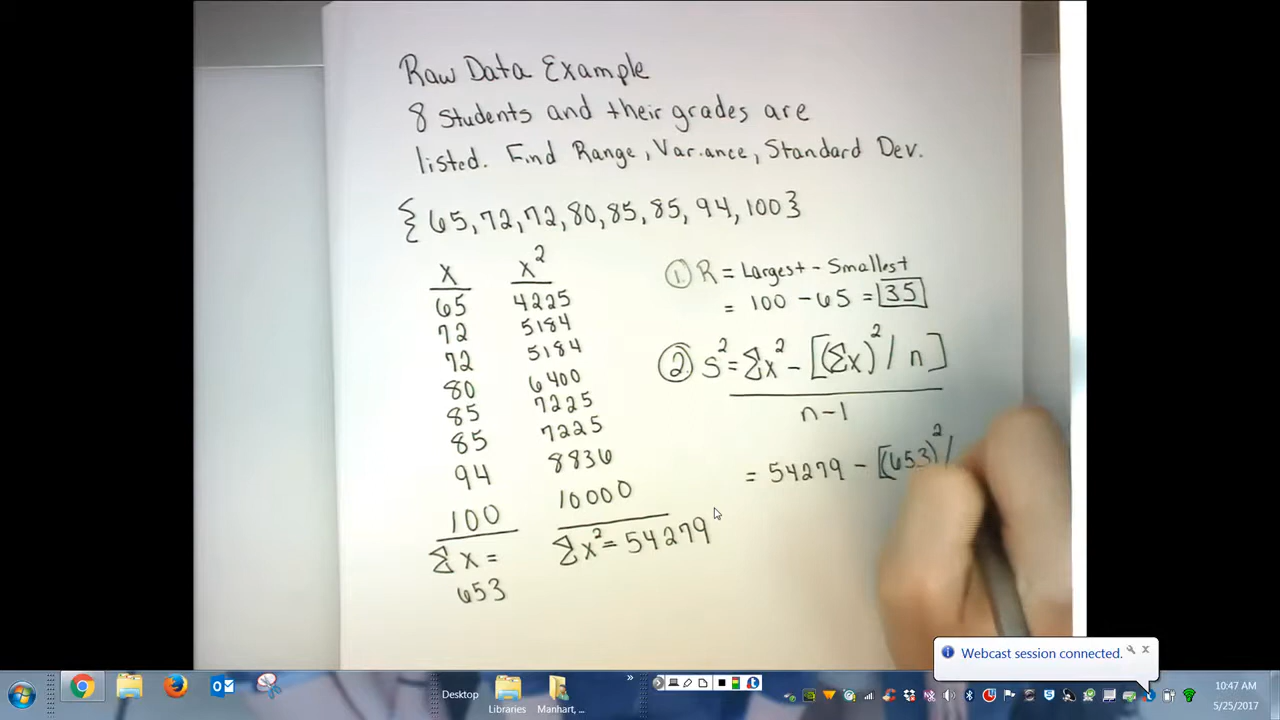 Raw Data Example
8 Students and their grades are
listed. Find Range, Variance, Standard Dev.
{65, 72, 72, 80, 85, 85, 94, 100}
x x²
65 4225
72 5184
72 5184
80 6400
85 7225
85 7225
94 8836
100 10000
Σx = Σx² = 54279
653
① R = Largest - Smallest
= 100 - 65 = 35
② S² = Σx² - [(Σx)² / n]
n-1
= 54279 - [(653)² /
Webcast session connected.
Desktop
Libraries
Manhart, ...
10:47 AM
5/25/2017